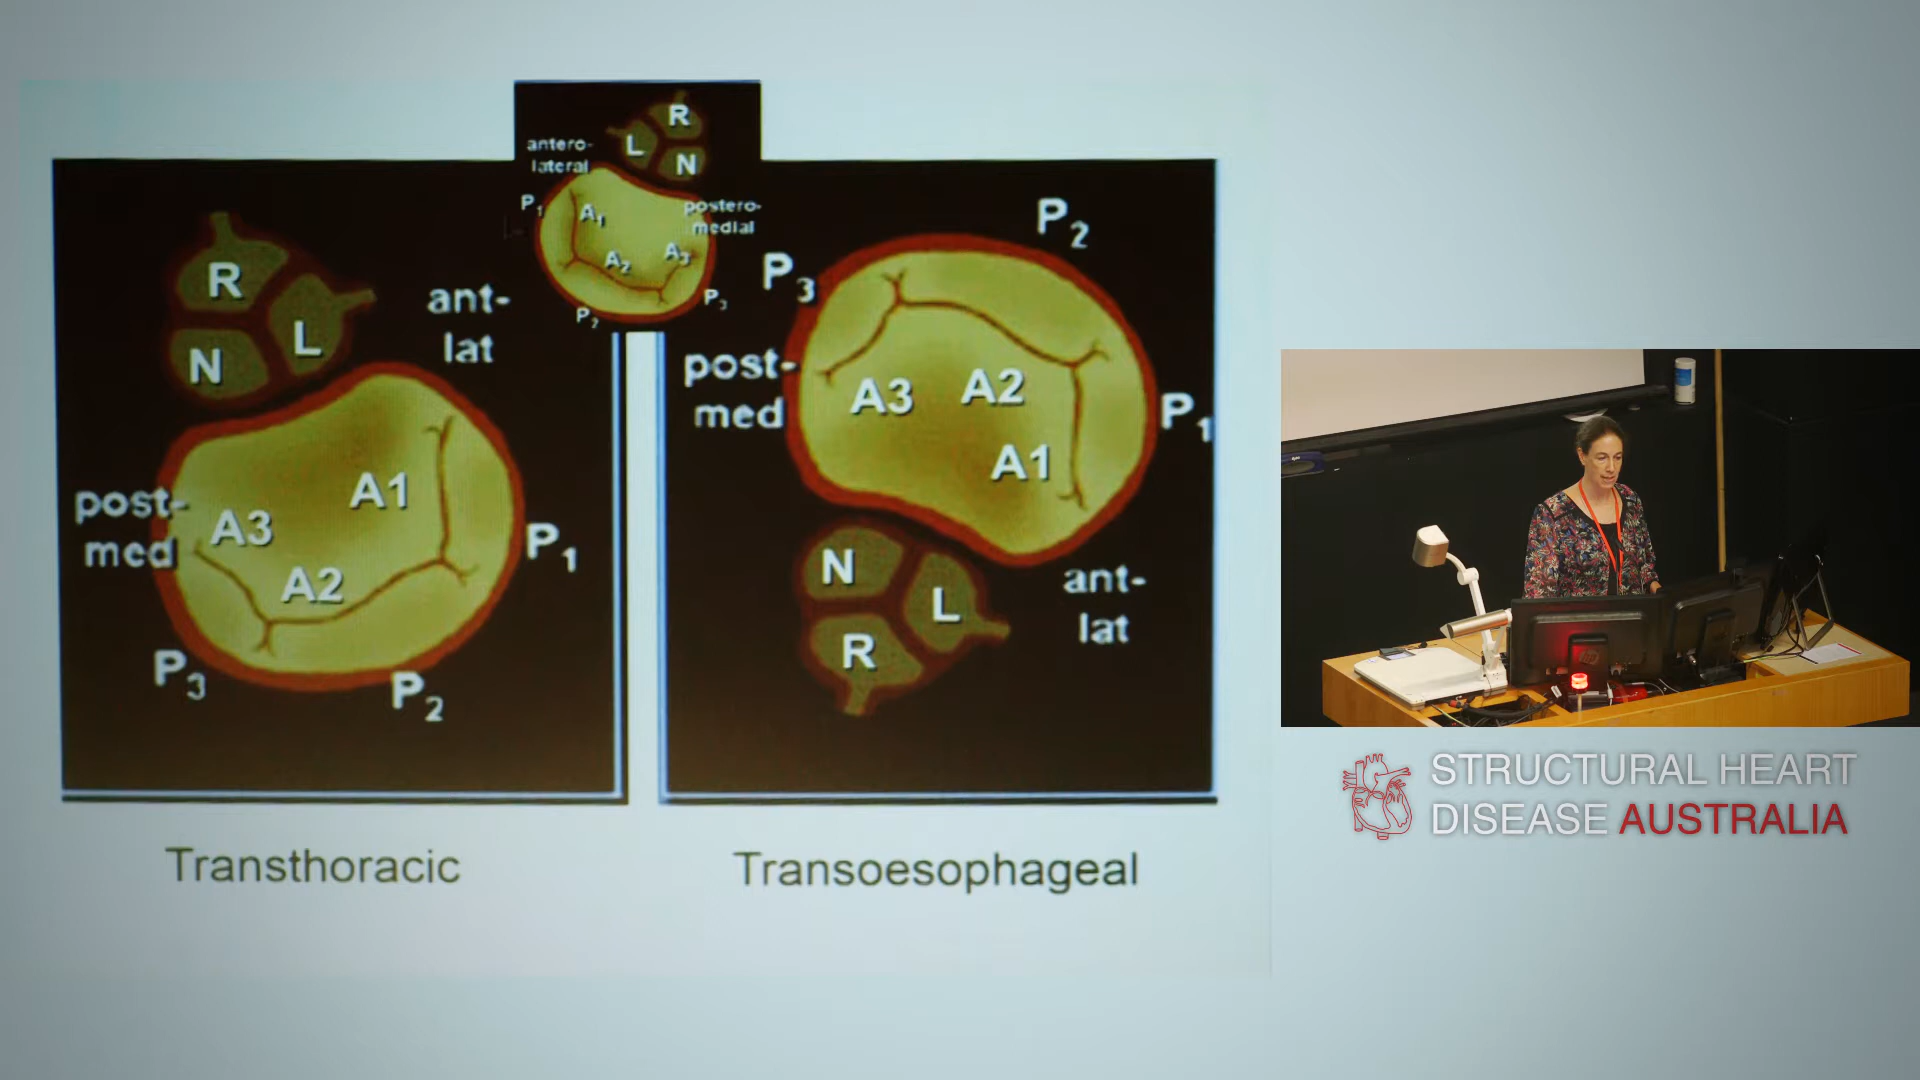 R
L
N
antero-
lateral
P1
A1
postero-
medial
A2
A3
P3
P2
R
L
N
ant-
lat
A1
post-
med
A3
A2
P1
P3
P2
Transthoracic
P2
P3
post-
med
A3
A2
P1
A1
N
L
ant-
lat
R
Transoesophageal
STRUCTURAL HEART
DISEASE AUSTRALIA